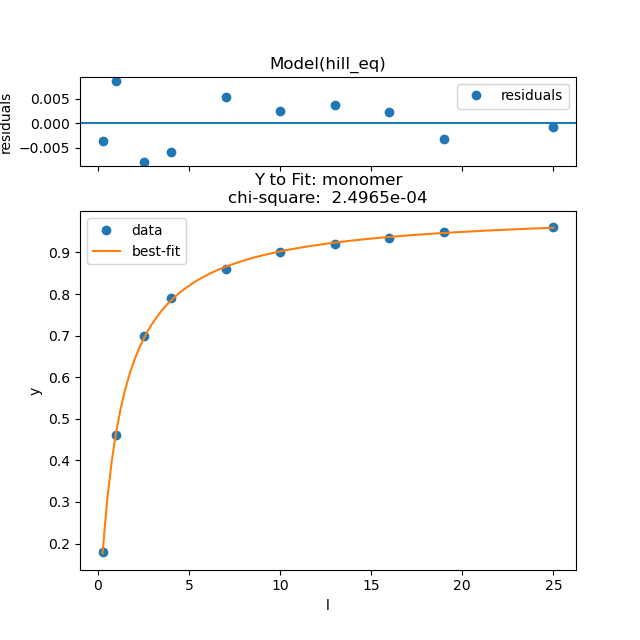 Model(hill_eq)
residuals
0.005
0.000
−0.005
residuals
Y to Fit: monomer
chi-square:  2.4965e-04
data
best-fit
y
0.9
0.8
0.7
0.6
0.5
0.4
0.3
0.2
0 5 10 15 20 25
l